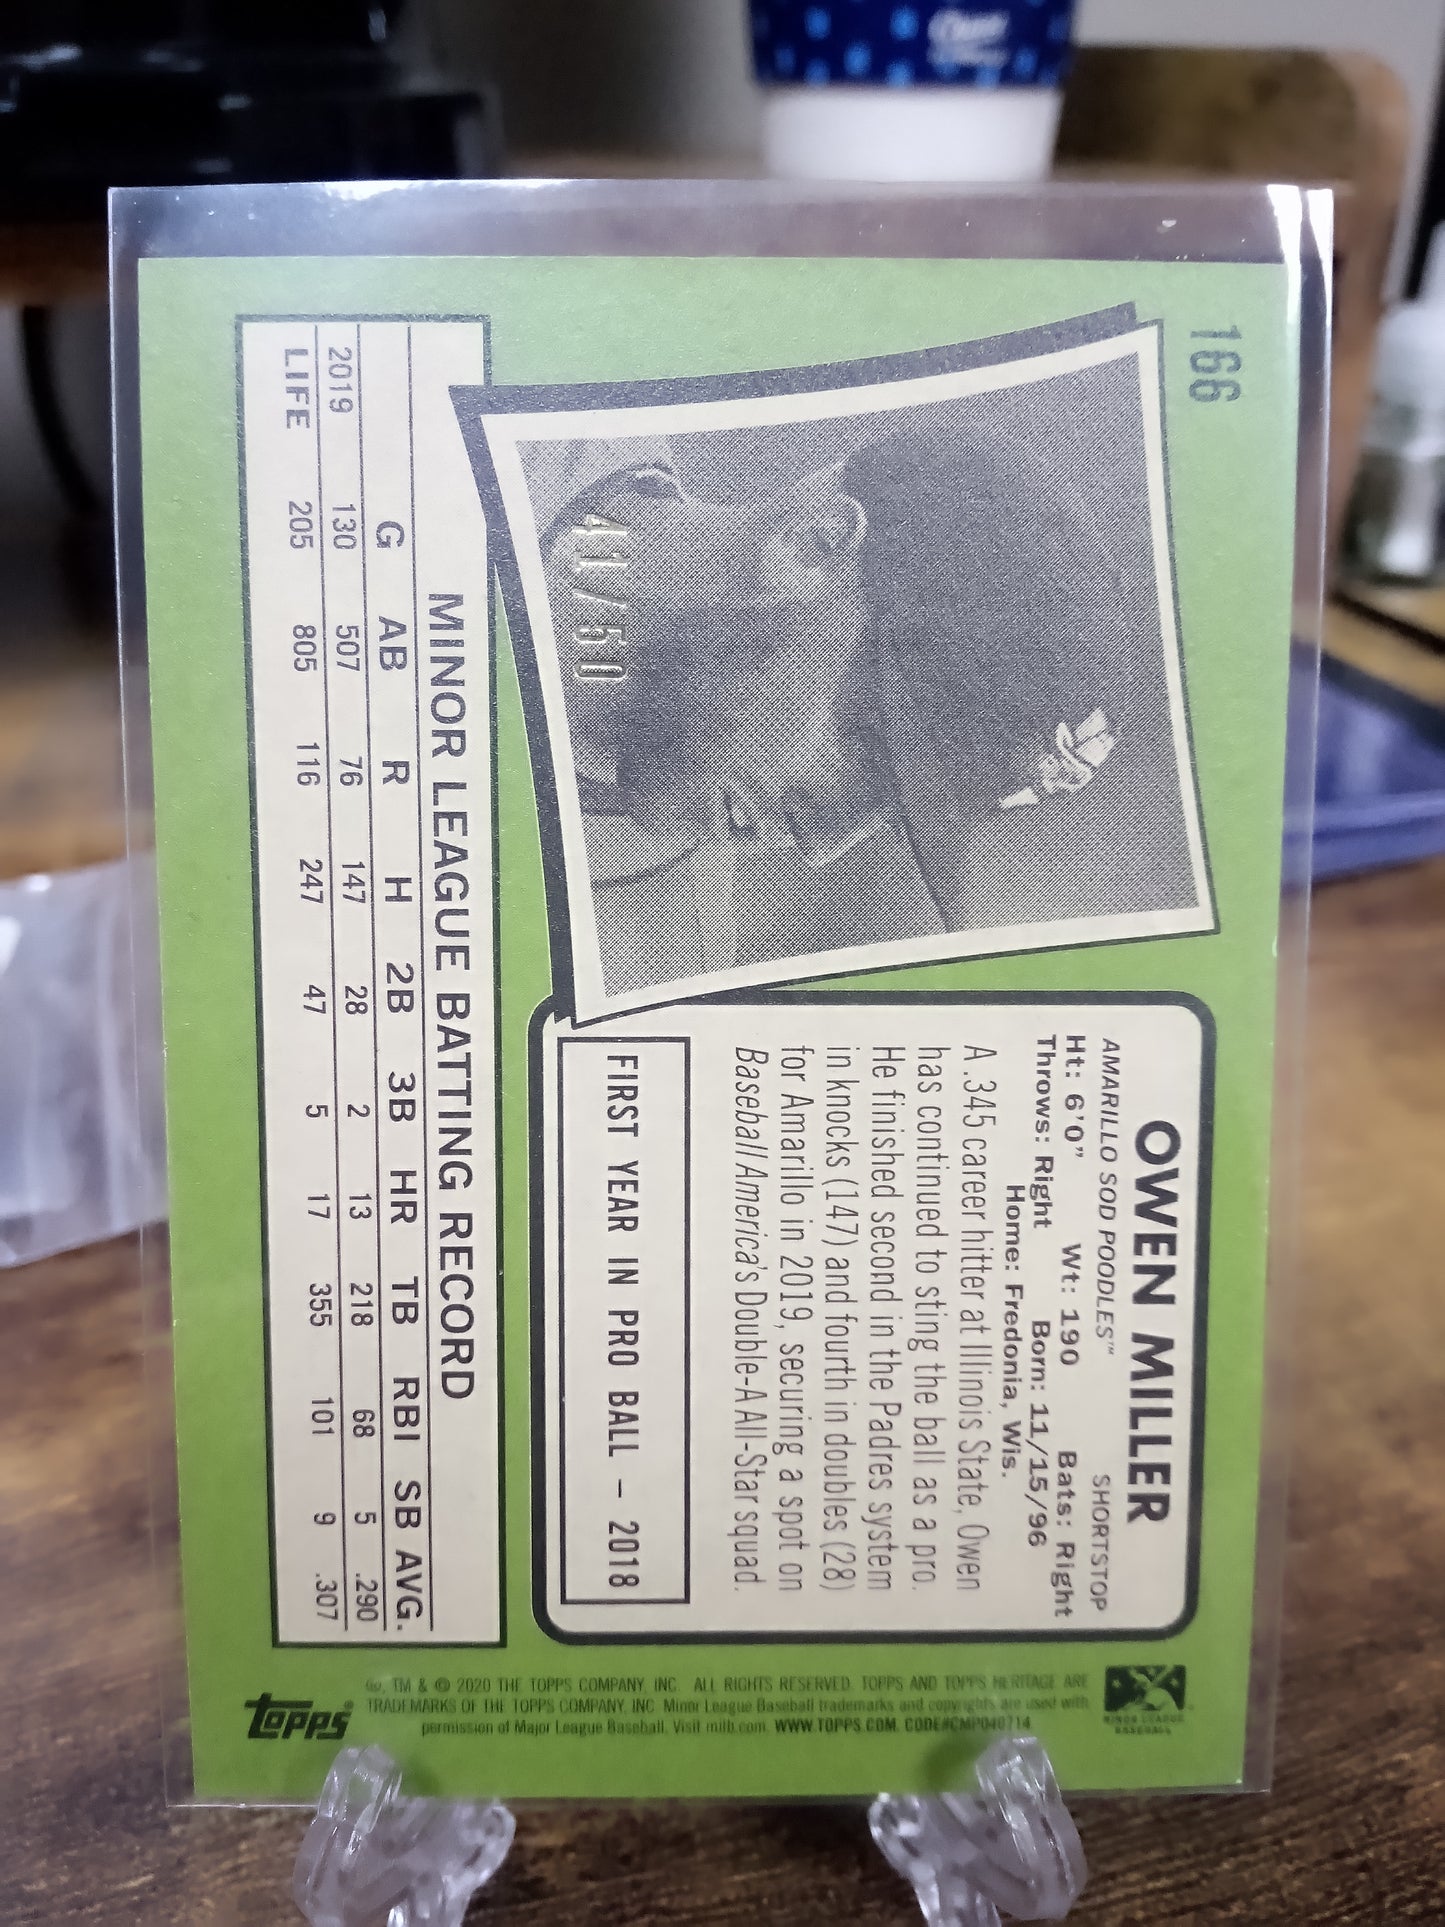 166
41/50
OWEN MILLER
AMARILLO SOD POODLES™ SHORTSTOP
Ht: 6'0" Wt: 190 Bats: Right
Throws: Right Born: 11/15/96
Home: Fredonia, Wis.
A .345 career hitter at Illinois State, Owen
has continued to sting the ball as a pro.
He finished second in the Padres system
in knocks (147) and fourth in doubles (28)
for Amarillo in 2019, securing a spot on
Baseball America's Double-A All-Star squad.
FIRST YEAR IN PRO BALL – 2018
MINOR LEAGUE BATTING RECORD
G AB R H 2B 3B HR TB RBI SB AVG.
2019 130 507 76 147 28 2 13 218 68 5 .290
LIFE 205 805 116 247 47 5 17 355 101 9 .307
MINOR LEAGUE
BASEBALL
®, TM & © 2020 THE TOPPS COMPANY, INC. ALL RIGHTS RESERVED. TOPPS AND TOPPS HERITAGE ARE
TRADEMARKS OF THE TOPPS COMPANY, INC. Minor League Baseball trademarks and copyrights are used with
permission of Major League Baseball. Visit milb.com. WWW.TOPPS.COM. CODE#CMP040714
TOPPS®